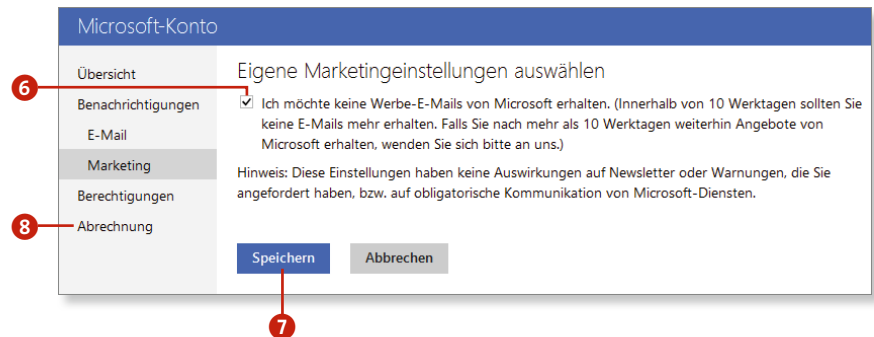 Microsoft-Konto
Übersicht
Benachrichtigungen
E-Mail
Marketing
Berechtigungen
Abrechnung
Eigene Marketingeinstellungen auswählen
Ich möchte keine Werbe-E-Mails von Microsoft erhalten. (Innerhalb von 10 Werktagen sollten Sie
keine E-Mails mehr erhalten. Falls Sie nach mehr als 10 Werktagen weiterhin Angebote von
Microsoft erhalten, wenden Sie sich bitte an uns.)
Hinweis: Diese Einstellungen haben keine Auswirkungen auf Newsletter oder Warnungen, die Sie
angefordert haben, bzw. auf obligatorische Kommunikation von Microsoft-Diensten.
Speichern
Abbrechen
6
8
7